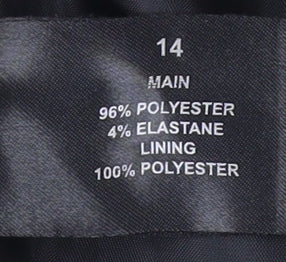 14
MAIN
96% POLYESTER
4% ELASTANE
LINING
100% POLYESTER